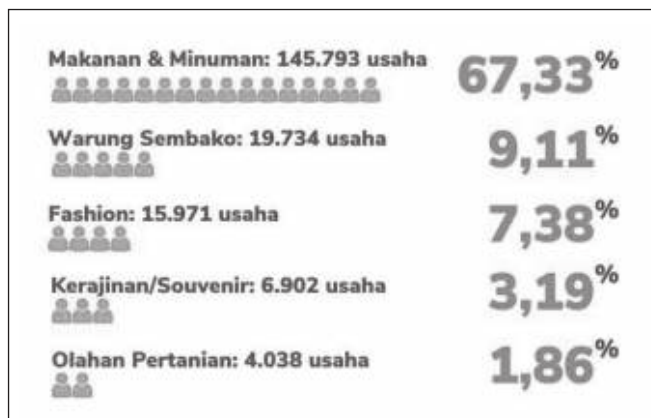 Makanan & Minuman: 145.793 usaha 67,33%
Warung Sembako: 19.734 usaha 9,11%
Fashion: 15.971 usaha 7,38%
Kerajinan/Souvenir: 6.902 usaha 3,19%
Olahan Pertanian: 4.038 usaha 1,86%